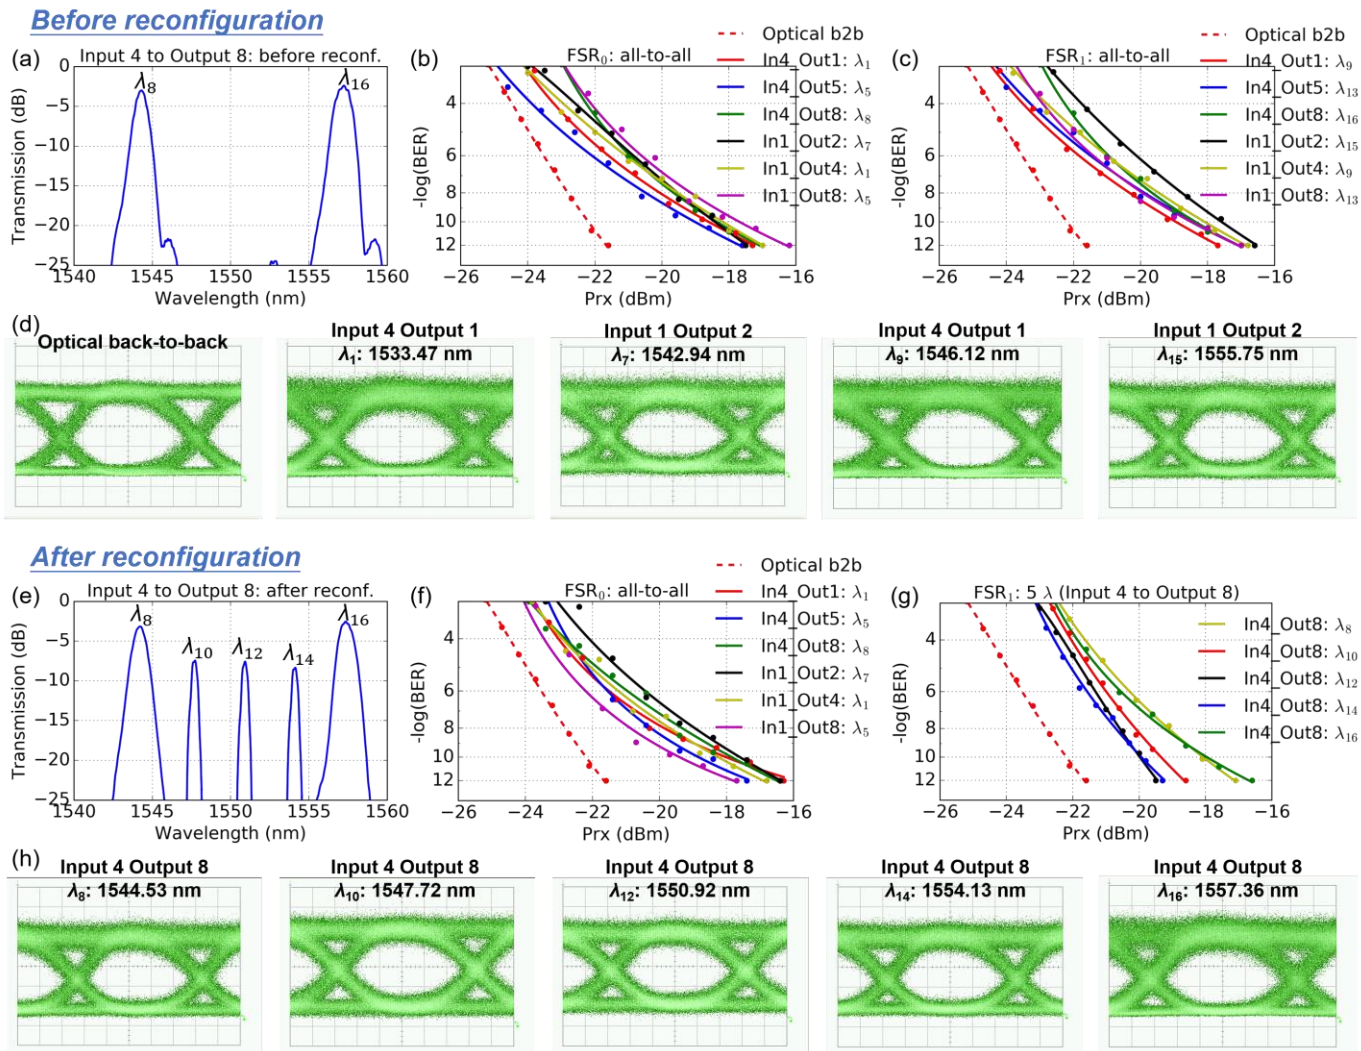 Before reconfiguration
(a)
Input 4 to Output 8: before reconf.
λ8
λ16
Transmission (dB)
0
−5
−10
−15
−20
−25
1540
1545
1550
1555
1560
Wavelength (nm)
(b)
FSR0: all-to-all
-log(BER)
4
6
8
10
12
−26
−24
−22
−20
−18
−16
Prx (dBm)
Optical b2b
In4_Out1: λ1
In4_Out5: λ5
In4_Out8: λ8
In1_Out2: λ7
In1_Out4: λ1
In1_Out8: λ5
(c)
FSR1: all-to-all
-log(BER)
4
6
8
10
12
−26
−24
−22
−20
−18
−16
Prx (dBm)
Optical b2b
In4_Out1: λ9
In4_Out5: λ13
In4_Out8: λ16
In1_Out2: λ15
In1_Out4: λ9
In1_Out8: λ13
(d)
Optical back-to-back
Input 4 Output 1
λ1: 1533.47 nm
Input 1 Output 2
λ7: 1542.94 nm
Input 4 Output 1
λ9: 1546.12 nm
Input 1 Output 2
λ15: 1555.75 nm
After reconfiguration
(e)
Input 4 to Output 8: after reconf.
λ8
λ10
λ12
λ14
λ16
Transmission (dB)
0
−5
−10
−15
−20
−25
1540
1545
1550
1555
1560
Wavelength (nm)
(f)
FSR0: all-to-all
-log(BER)
4
6
8
10
12
−26
−24
−22
−20
−18
−16
Prx (dBm)
Optical b2b
In4_Out1: λ1
In4_Out5: λ5
In4_Out8: λ8
In1_Out2: λ7
In1_Out4: λ1
In1_Out8: λ5
(g)
FSR1: 5 λ (Input 4 to Output 8)
-log(BER)
4
6
8
10
12
−26
−24
−22
−20
−18
−16
Prx (dBm)
In4_Out8: λ8
In4_Out8: λ10
In4_Out8: λ12
In4_Out8: λ14
In4_Out8: λ16
(h)
Input 4 Output 8
λ8: 1544.53 nm
Input 4 Output 8
λ10: 1547.72 nm
Input 4 Output 8
λ12: 1550.92 nm
Input 4 Output 8
λ14: 1554.13 nm
Input 4 Output 8
λ16: 1557.36 nm